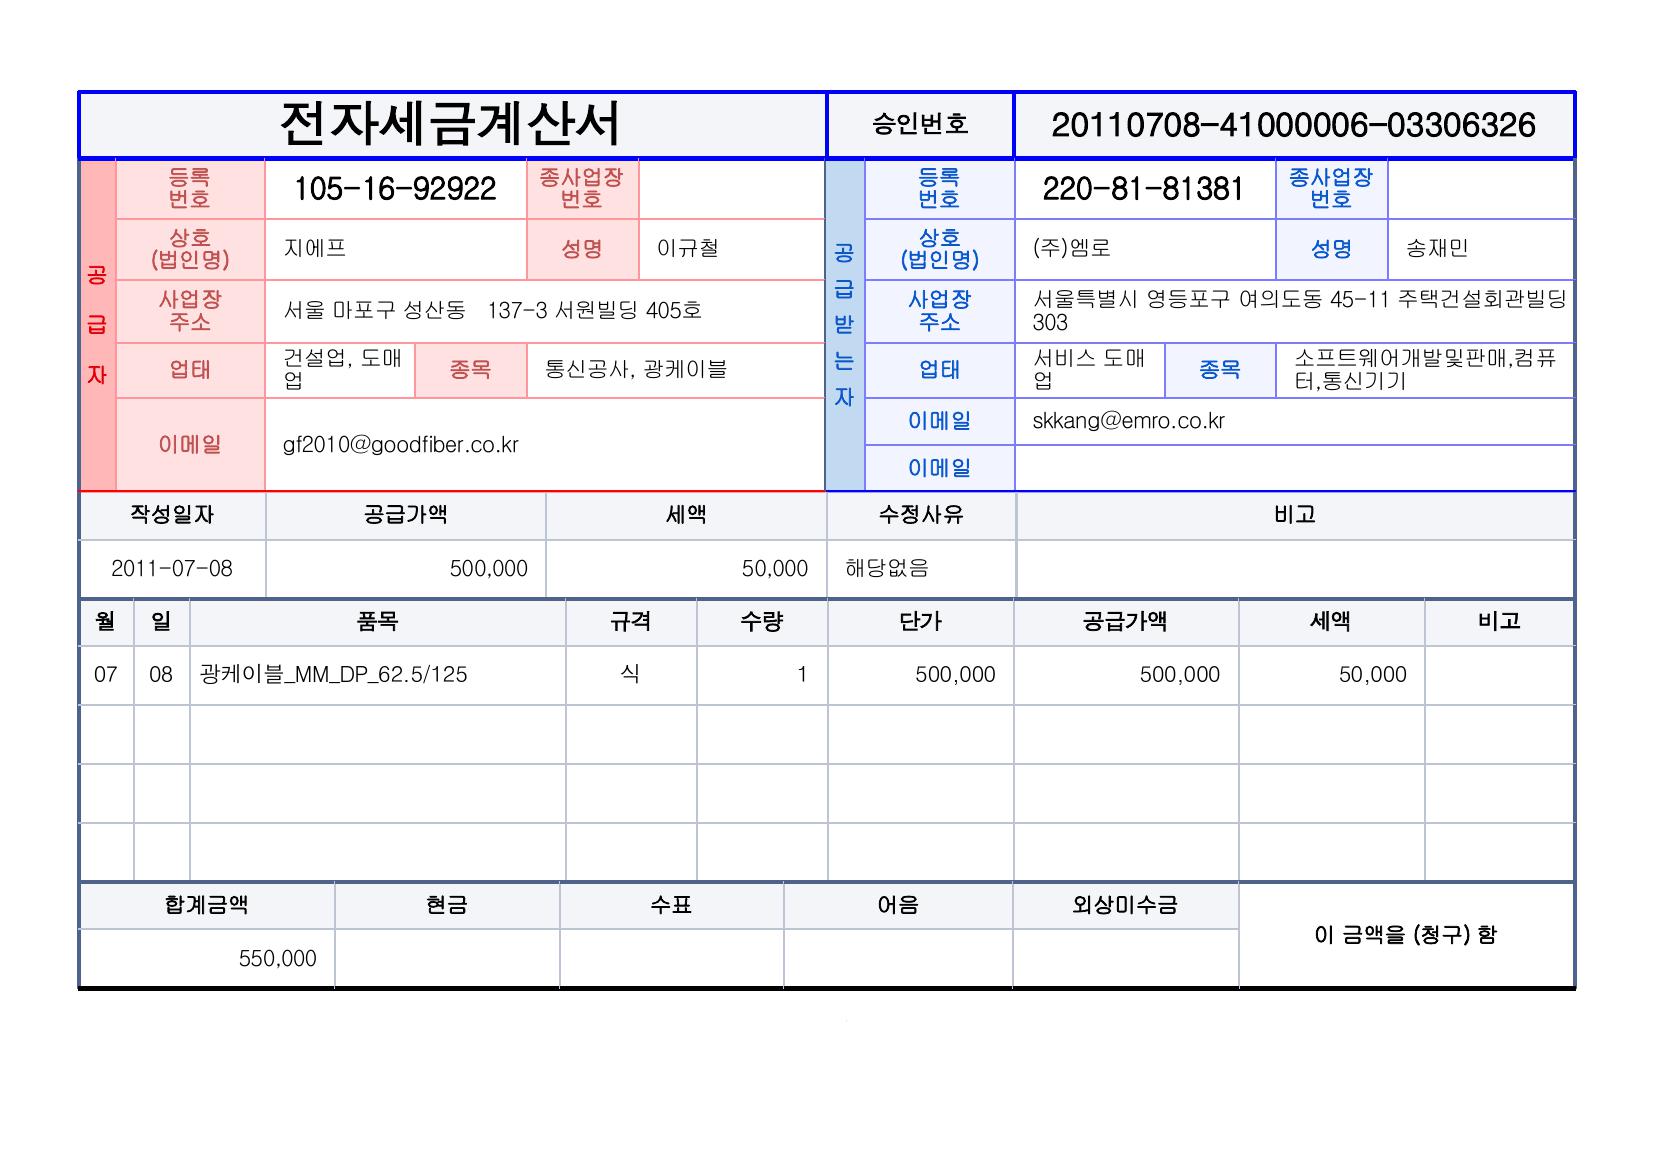 전자세금계산서 승인번호 20110708-41000006-03306326
공급자
등록
번호
105-16-92922
종사업장
번호
상호
(법인명)
지에프
성명
이규철
사업장
주소
서울 마포구 성산동 137-3 서원빌딩 405호
업태
건설업, 도매
업
종목
통신공사, 광케이블
이메일
gf2010@goodfiber.co.kr
공급받는자
등록
번호
220-81-81381
종사업장
번호
상호
(법인명)
(주)엠로
성명
송재민
사업장
주소
서울특별시 영등포구 여의도동 45-11 주택건설회관빌딩
303
업태
서비스 도매
업
종목
소프트웨어개발및판매,컴퓨
터,통신기기
이메일
skkang@emro.co.kr
이메일
작성일자 공급가액 세액 수정사유 비고
2011-07-08 500,000 50,000 해당없음
월 일 품목 규격 수량 단가 공급가액 세액 비고
07 08 광케이블_MM_DP_62.5/125 식 1 500,000 500,000 50,000
합계금액 현금 수표 어음 외상미수금
이 금액을 (청구) 함
550,000